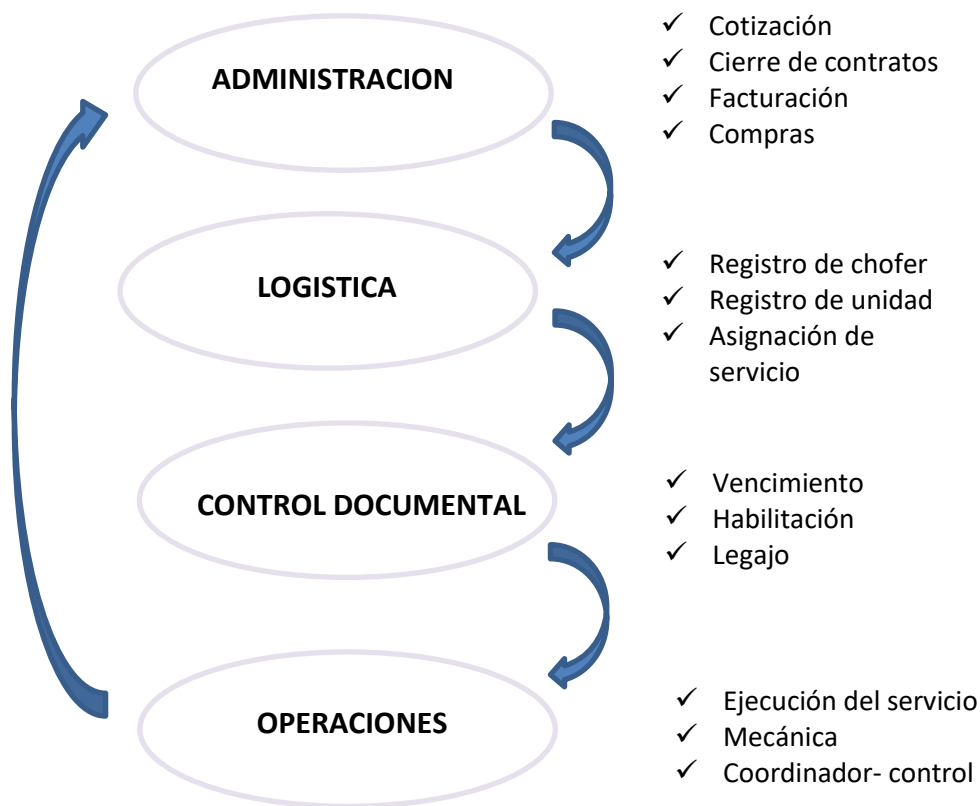 ADMINISTRACION
✓ Cotización
✓ Cierre de contratos
✓ Facturación
✓ Compras
LOGISTICA
✓ Registro de chofer
✓ Registro de unidad
✓ Asignación de
servicio
CONTROL DOCUMENTAL
✓ Vencimiento
✓ Habilitación
✓ Legajo
OPERACIONES
✓ Ejecución del servicio
✓ Mecánica
✓ Coordinador- control